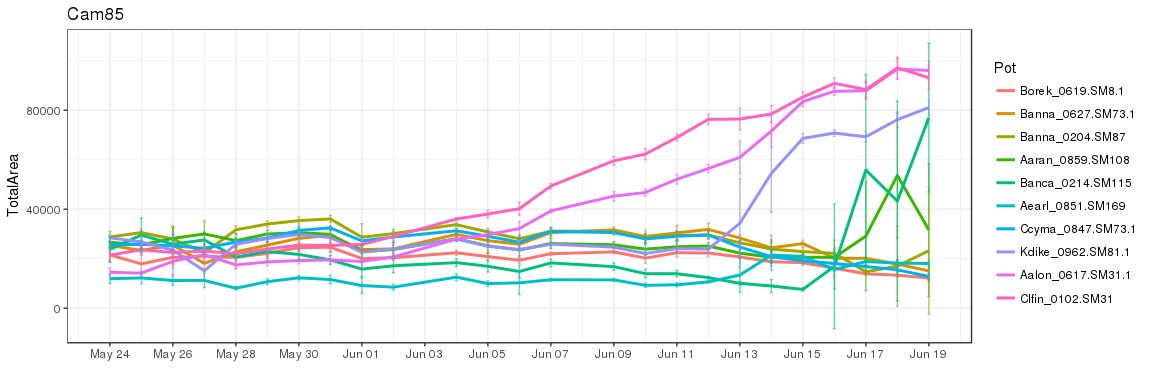 Cam85
TotalArea
80000
40000
0
May 24 May 26 May 28 May 30 Jun 01 Jun 03 Jun 05 Jun 07 Jun 09 Jun 11 Jun 13 Jun 15 Jun 17 Jun 19
Pot
Borek_0619.SM8.1
Banna_0627.SM73.1
Banna_0204.SM87
Aaran_0859.SM108
Banca_0214.SM115
Aearl_0851.SM169
Ccyma_0847.SM73.1
Kdike_0962.SM81.1
Aalon_0617.SM31.1
Clfin_0102.SM31